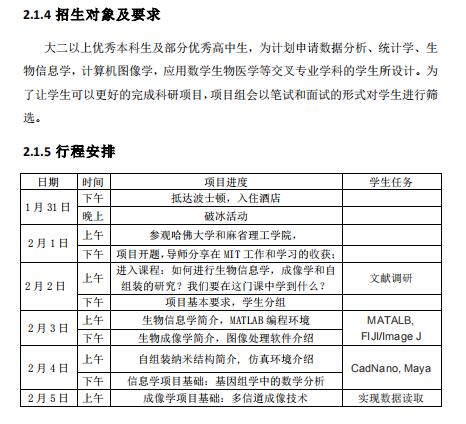 2.1.4 招生对象及要求
大二以上优秀本科生及部分优秀高中生，为计划申请数据分析、统计学、生
物信息学，计算机图像学，应用数学生物医学等交叉专业学科的学生所设计。为
了让学生可以更好的完成科研项目，项目组会以笔试和面试的形式对学生进行筛
选。
2.1.5 行程安排
日期 时间 项目进度 学生任务
1 月 31 日 下午 抵达波士顿，入住酒店
晚上 破冰活动
2 月 1 日 上午 参观哈佛大学和麻省理工学院，
下午 项目开题，导师分享在 MIT 工作和学习的收获；
2 月 2 日 上午 进入课程：如何进行生物信息学，成像学和自
组装的研究？我们要在这门课中学到什么？ 文献调研
下午 项目基本要求，学生分组
2 月 3 日 上午 生物信息学简介，MATLAB 编程环境 MATALB,
下午 生物成像学简介，图像处理软件介绍 FIJI/Image J
2 月 4 日 上午 自组装纳米结构简介，仿真环境介绍 CadNano, Maya
下午 信息学项目基础：基因组学中的数学分析
2 月 5 日 上午 成像学项目基础：多信道成像技术 实现数据读取